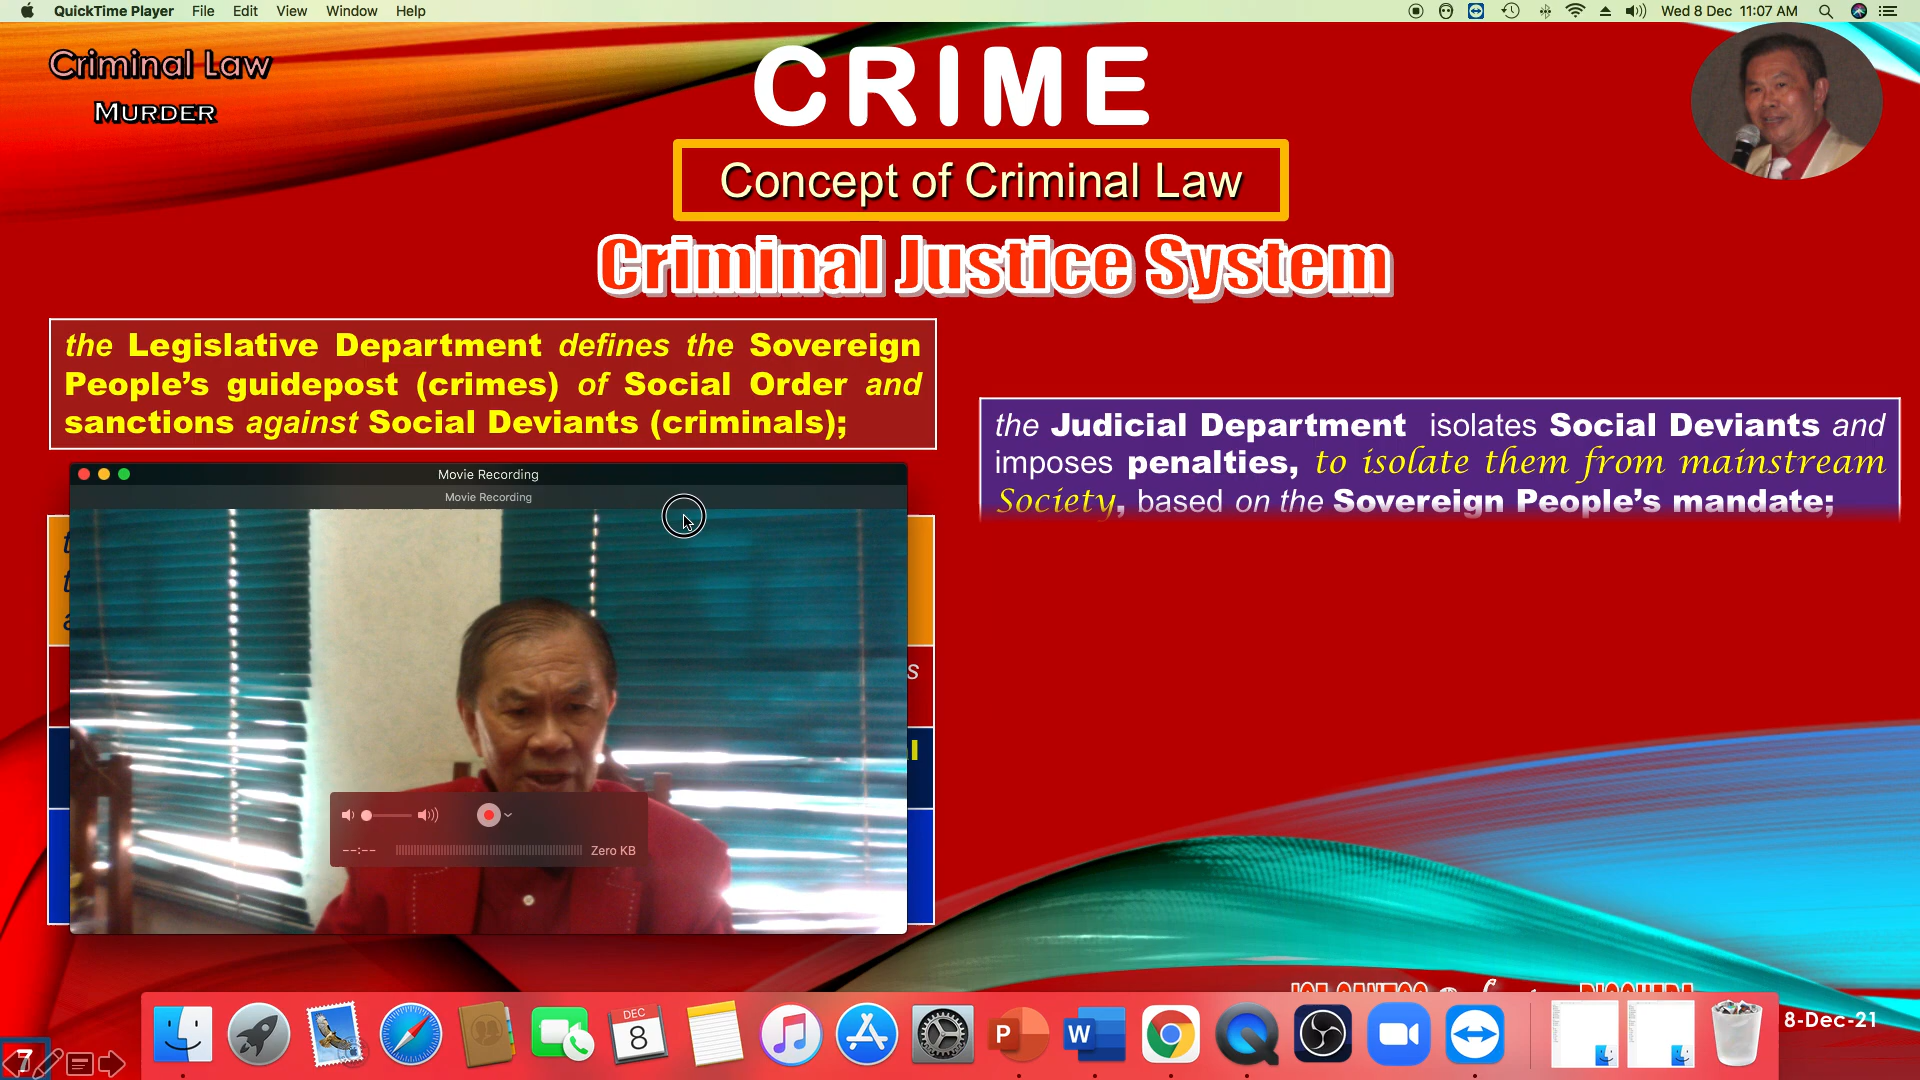 QuickTime Player File Edit View Window Help Wed 8 Dec 11:07 AM
Criminal Law
MURDER
CRIME
Concept of Criminal Law
Criminal Justice System
the Legislative Department defines the Sovereign
People’s guidepost (crimes) of Social Order and
sanctions against Social Deviants (criminals);
the Judicial Department isolates Social Deviants and
imposes penalties, to isolate them from mainstream
Society, based on the Sovereign People’s mandate;
Movie Recording
Movie Recording
--:-- Zero KB
DEC
8
P
W
8-Dec-21
7